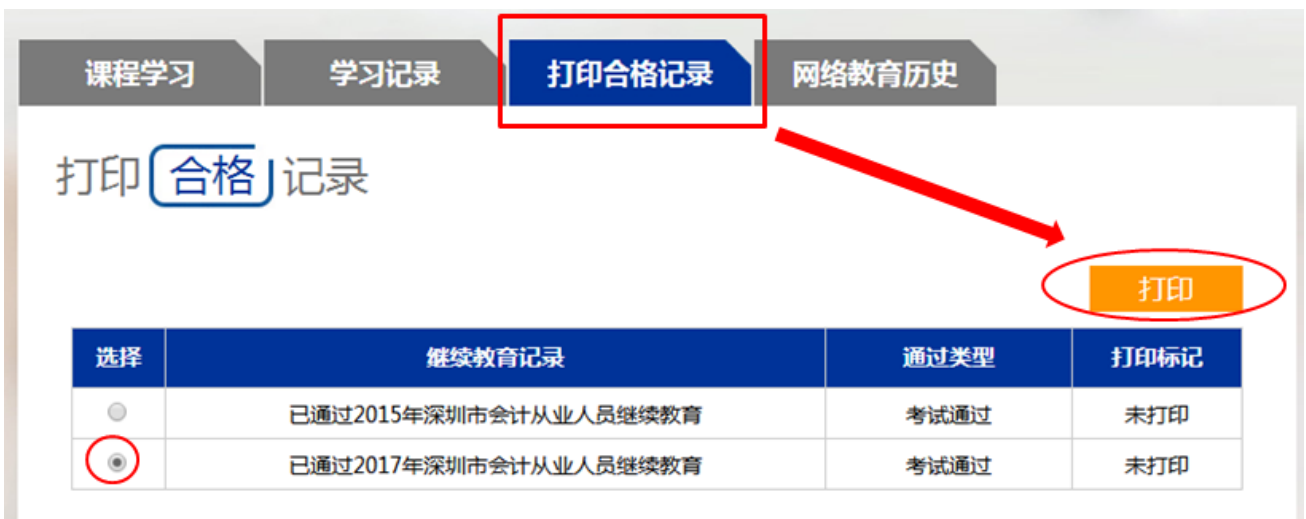 课程学习 学习记录 打印合格记录 网络教育历史
打印合格记录
打印
选择 继续教育记录 通过类型 打印标记
已通过2015年深圳市会计从业人员继续教育 考试通过 未打印
已通过2017年深圳市会计从业人员继续教育 考试通过 未打印